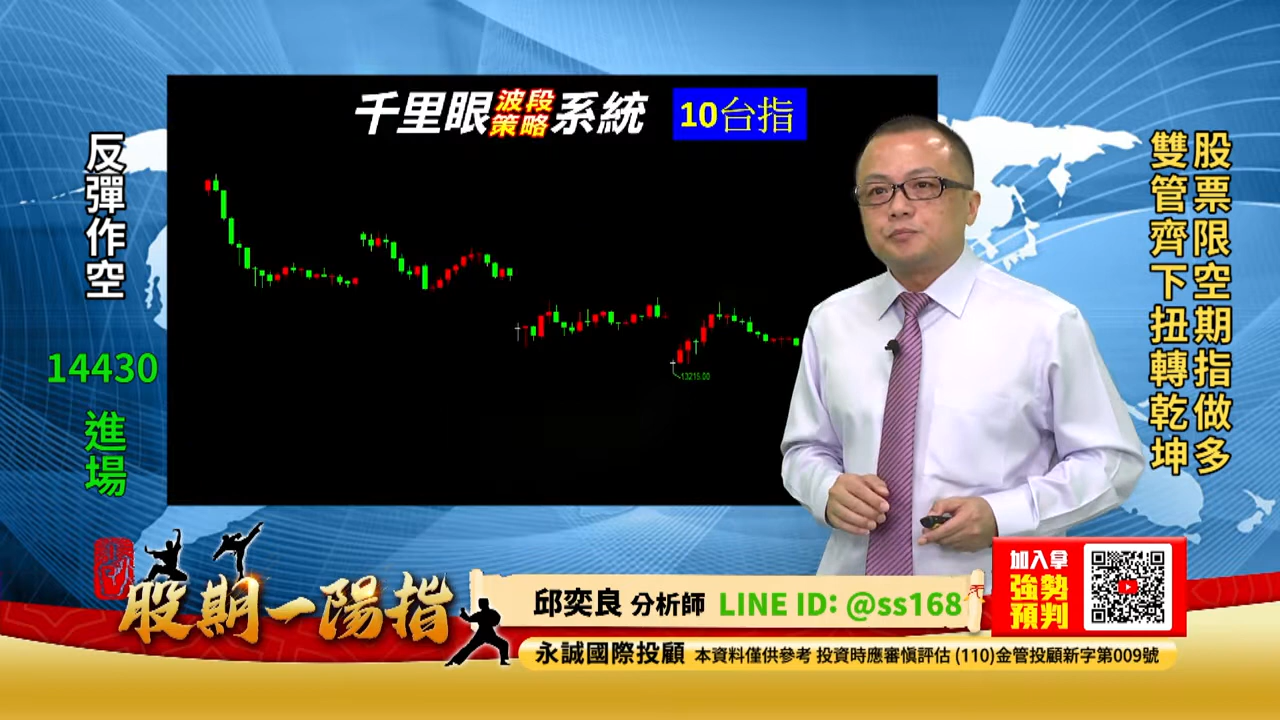 千里眼波段策略系統 10台指
反彈作空
14430
進場
股票限空期指做多
雙管齊下扭轉乾坤
13215.00
股期一陽指
邱奕良 分析師 LINE ID: @ss168
加入拿
強勢
預判
永誠國際投顧 本資料僅供參考 投資時應審慎評估 (110)金管投顧新字第009號